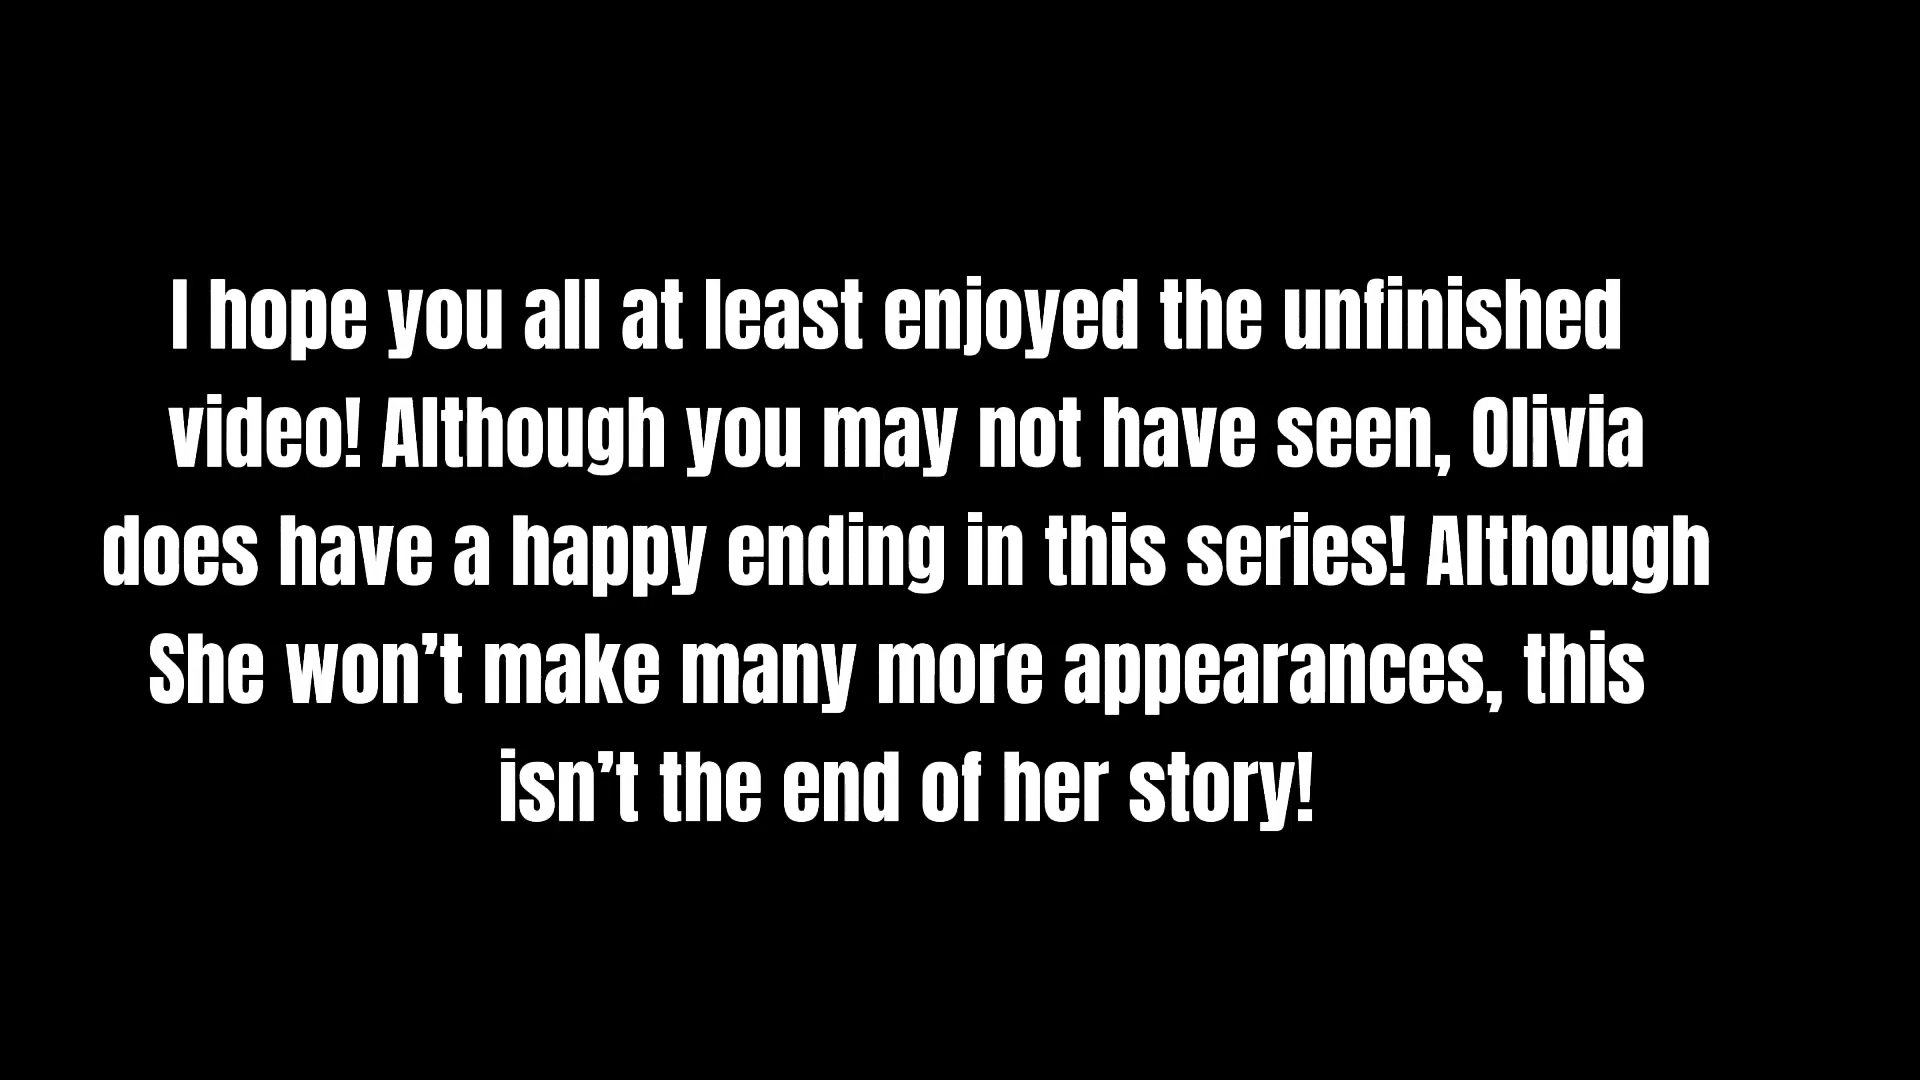 I hope you all at least enjoyed the unfinished
video! Although you may not have seen, Olivia
does have a happy ending in this series! Although
She won’t make many more appearances, this
isn’t the end of her story!